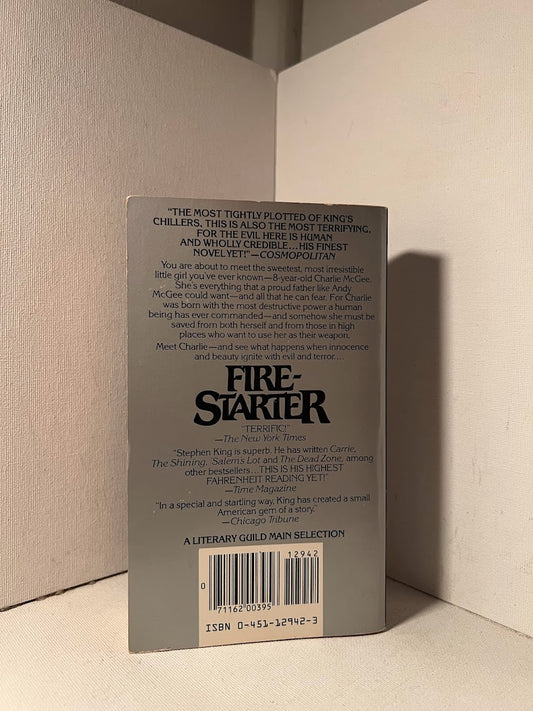 "THE MOST TIGHTLY PLOTTED OF KING'S
CHILLERS, THIS IS ALSO THE MOST TERRIFYING,
FOR THE EVIL HERE IS HUMAN
AND WHOLLY CREDIBLE...HIS FINEST
NOVEL YET!"—COSMOPOLITAN
You are about to meet the sweetest, most irresistible
little girl you've ever known—8-year-old Charlie McGee.
She's everything that a proud father like Andy
McGee could want—and all that he can fear. For Charlie
was born with the most destructive power a human
being has ever commanded—and somehow she must be
saved from both herself and from those in high
places who want to use her as their weapon.
Meet Charlie—and see what happens when innocence
and beauty ignite with evil and terror....
FIRE-
STARTER
"TERRIFIC!"
—The New York Times
"Stephen King is superb. He has written Carrie,
The Shining, 'Salem's Lot and The Dead Zone, among
other bestsellers...THIS IS HIS HIGHEST
FAHRENHEIT READING YET!"
—Time Magazine
"In a special and startling way, King has created a small
American gem of a story."
—Chicago Tribune
A LITERARY GUILD MAIN SELECTION
12942
0
71162 00395
ISBN 0-451-12942-3